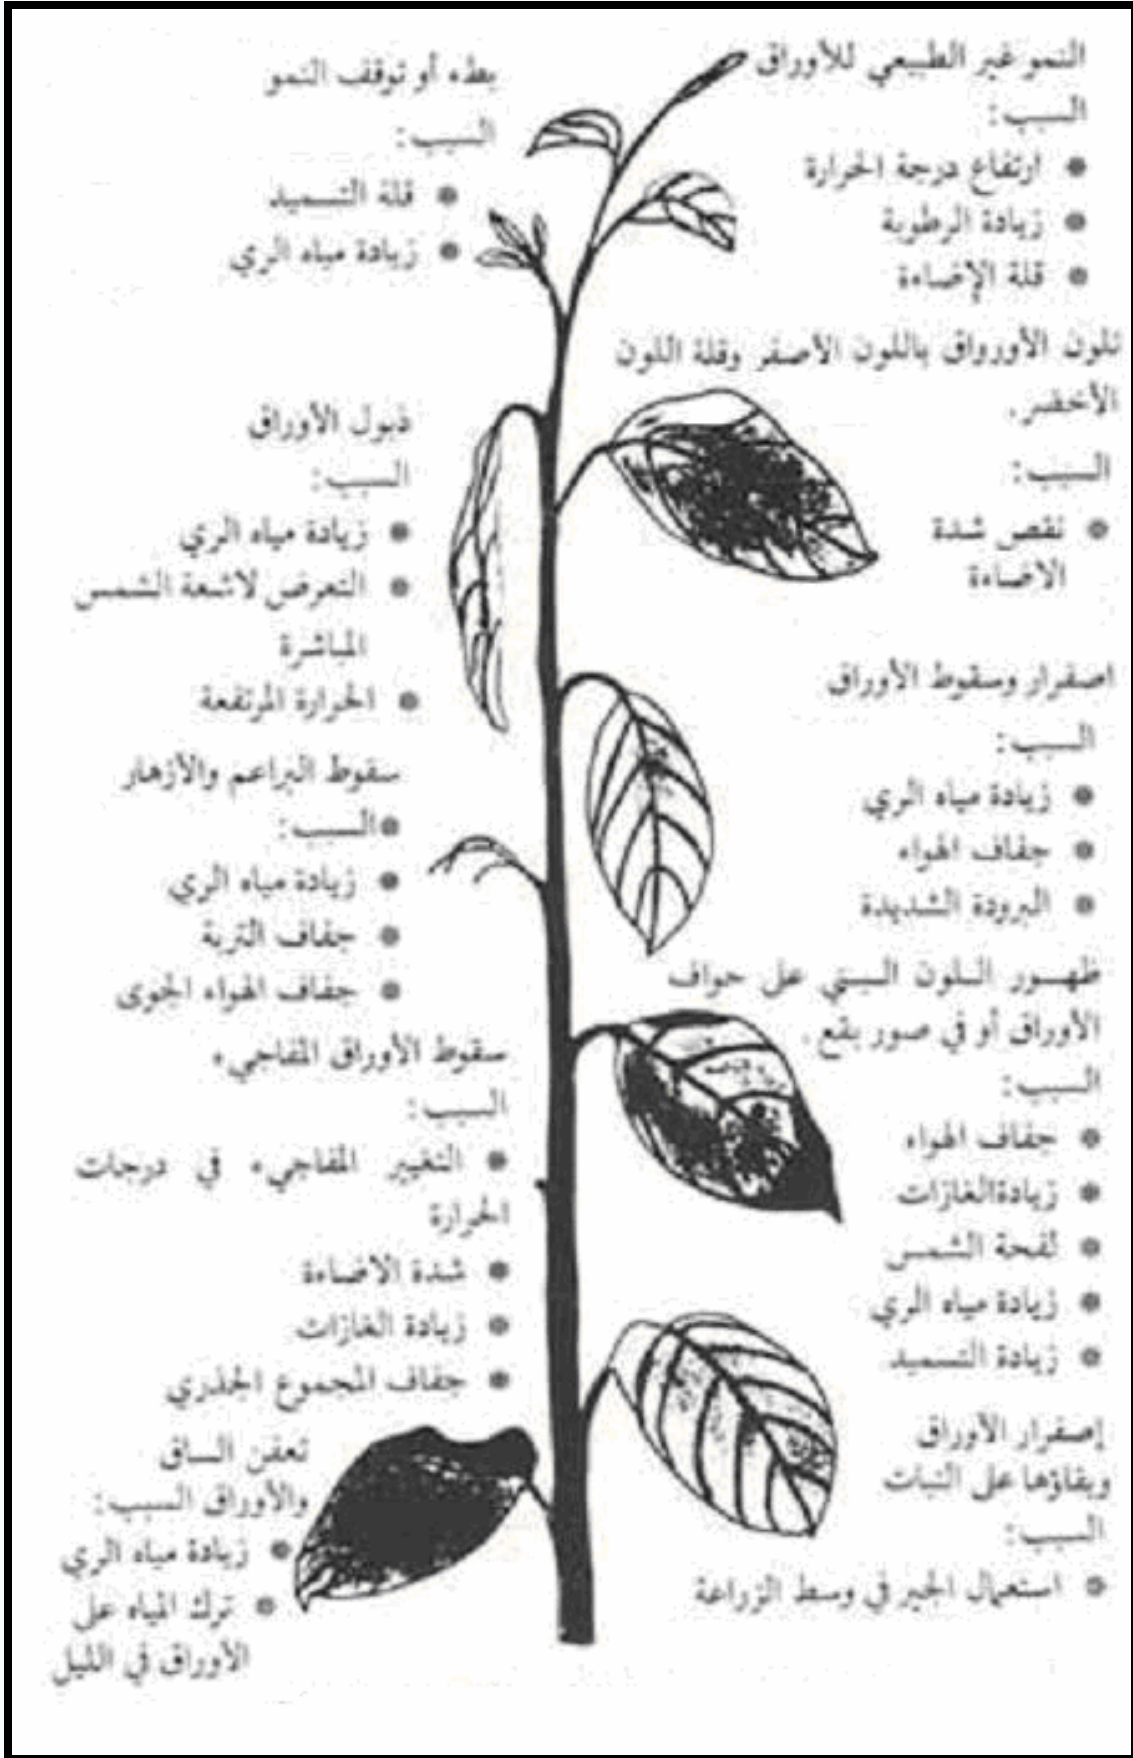 النمو غير الطبيعي للأوراق
السبب:
● ارتفاع درجة الحرارة
● زيادة الرطوبة
● قلة الإضاءة
تلون الأورواق باللون الأصفر وقلة اللون
الأخضر.
السبب:
● نقص شدة
الاضاءة
اصفرار وسقوط الأوراق
السبب:
● زيادة مياه الري
● جفاف الهواء
● البرودة الشديدة
ظهور اللون البني على حواف
الأوراق أو في صور بقع.
السبب:
● جفاف الهواء
● زيادة الغازات
● لفحة الشمس
● زيادة مياه الري
● زيادة التسميد
إصفرار الأوراق
وبقاؤها على النبات
السبب:
● استعمال الجير في وسط الزراعة
بطء أو توقف النمو
السبب:
● قلة التسميد
● زيادة مياه الري
ذبول الأوراق
السبب:
● زيادة مياه الري
● التعرض لاشعة الشمس
المباشرة
● الحرارة المرتفعة
سقوط البراعم والأزهار
● السبب:
● زيادة مياه الري
● جفاف التربة
● جفاف الهواء الجوى
سقوط الأوراق المفاجيء
السبب:
● التغيير المفاجيء في درجات
الحرارة
● شدة الاضاءة
● زيادة الغازات
● جفاف المجموع الجذري
تعفن الساق
والأوراق السبب:
● زيادة مياه الري
● ترك المياه على
الأوراق في الليل